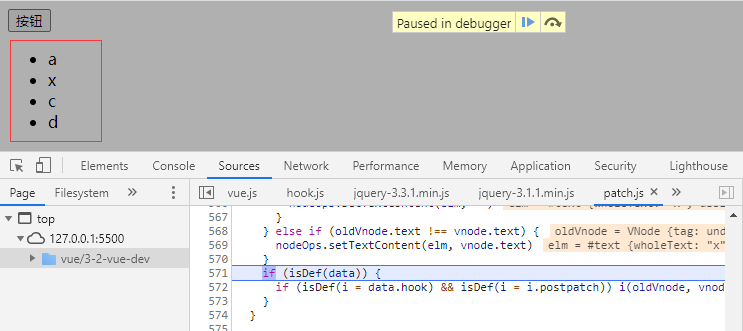 按钮
Paused in debugger
a
x
c
d
Elements Console Sources Network Performance Memory Application Security Lighthouse
Page Filesystem
vue.js hook.js jquery-3.3.1.min.js jquery-3.1.1.min.js patch.js
top
127.0.0.1:5500
vue/3-2-vue-dev
567 }
568 } else if (oldVnode.text !== vnode.text) { oldVnode = VNode {tag: und
569 nodeOps.setTextContent(elm, vnode.text) elm = #text {wholeText: "x"
570 }
571 if (isDef(data)) {
572 if (isDef(i = data.hook) && isDef(i = i.postpatch)) i(oldVnode, vnod
573 }
574 }
575